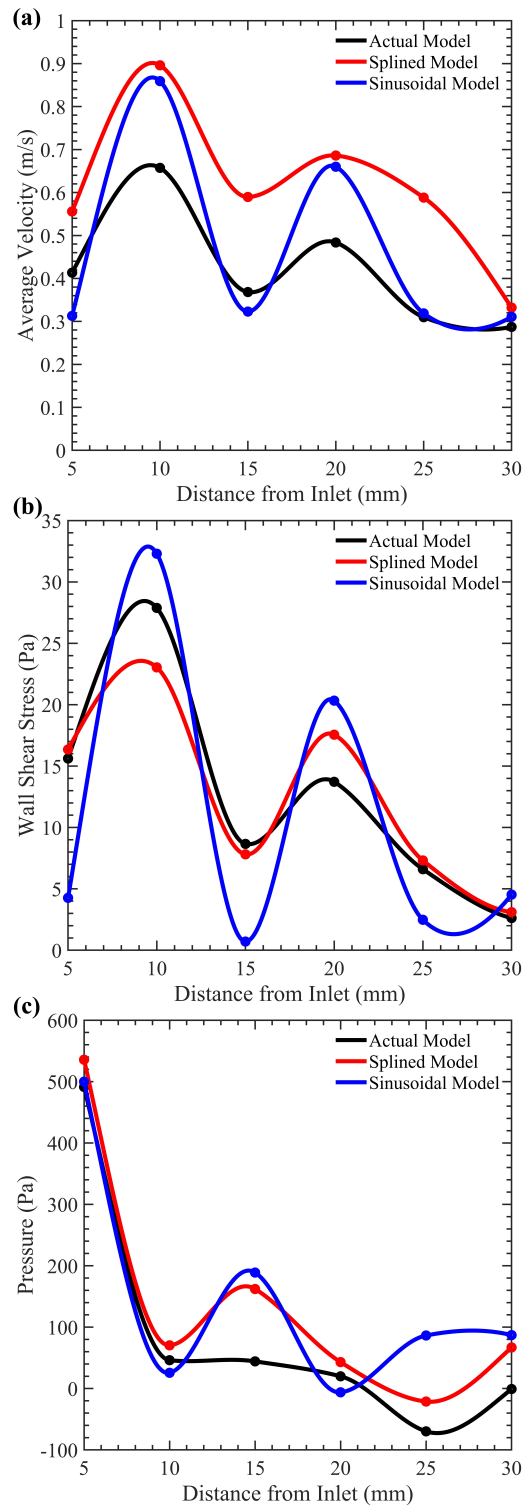 (a)
1
0.9
0.8
0.7
0.6
0.5
0.4
0.3
0.2
0.1
0
Average Velocity (m/s)
Actual Model
Splined Model
Sinusoidal Model
5 10 15 20 25 30
Distance from Inlet (mm)
(b)
35
30
25
20
15
10
5
0
Wall Shear Stress (Pa)
Actual Model
Splined Model
Sinusoidal Model
5 10 15 20 25 30
Distance from Inlet (mm)
(c)
600
500
400
300
200
100
0
-100
Pressure (Pa)
Actual Model
Splined Model
Sinusoidal Model
5 10 15 20 25 30
Distance from Inlet (mm)